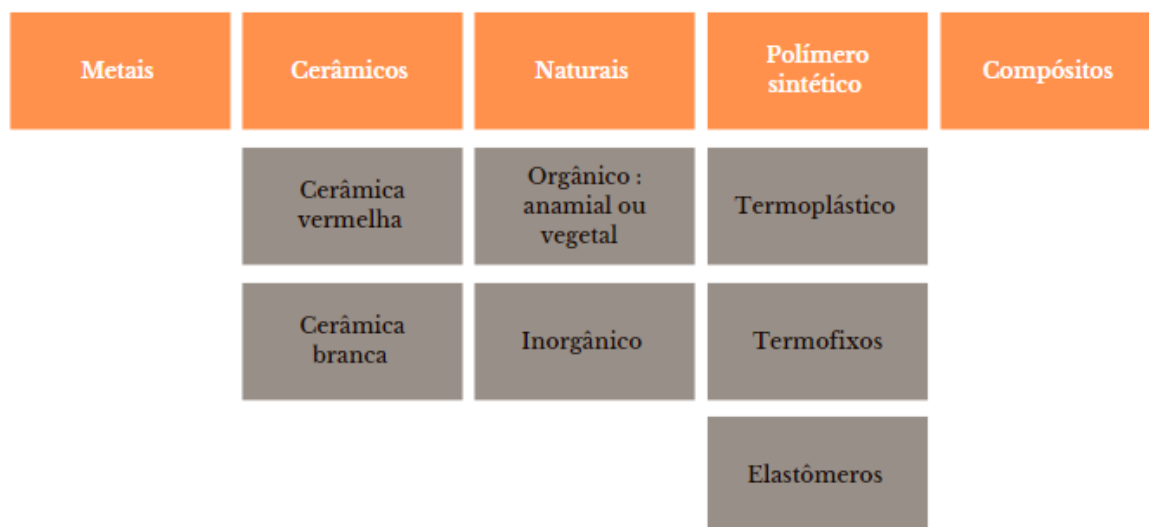 Metais
Cerâmicos
Naturais
Polímero
sintético
Compósitos
Cerâmica
vermelha
Orgânico :
anamial ou
vegetal
Termoplástico
Cerâmica
branca
Inorgânico
Termofixos
Elastômeros